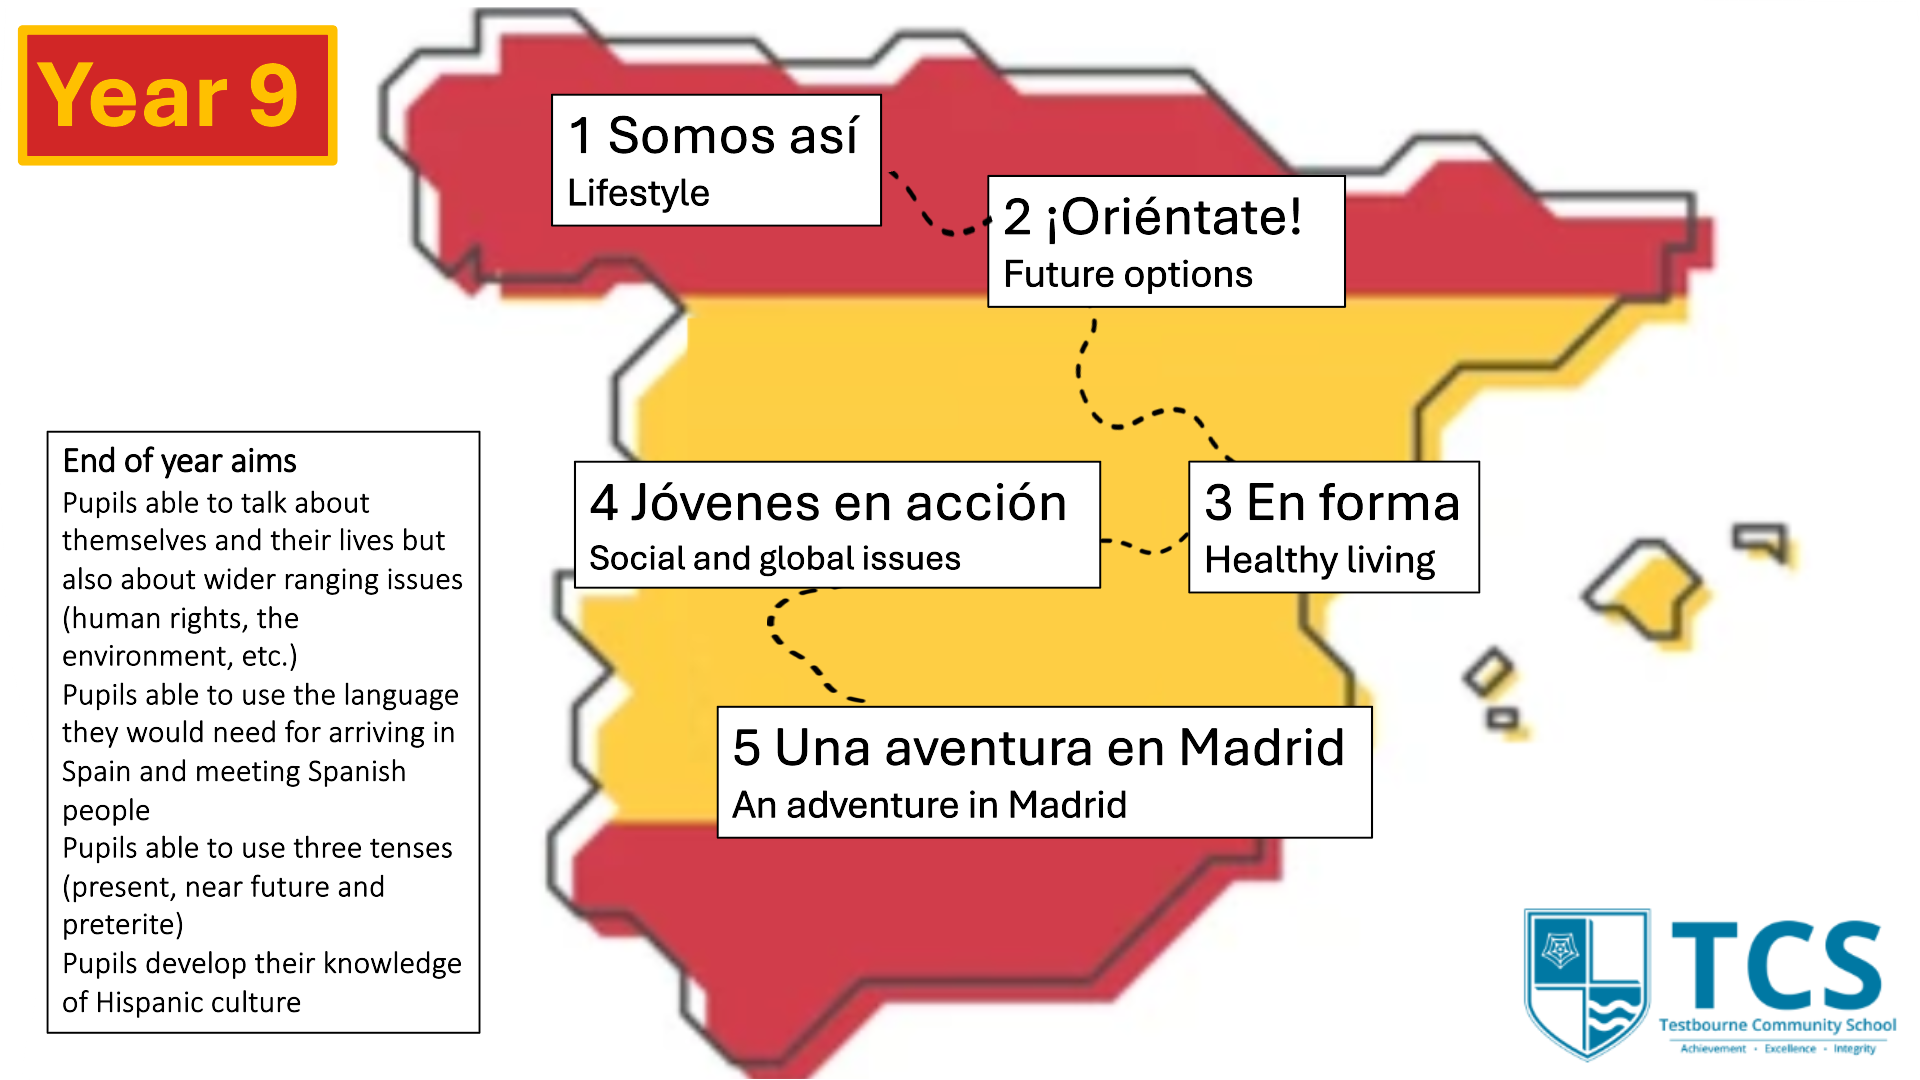 Year 9
1 Somos así
Lifestyle
2 ¡Oriéntate!
Future options
3 En forma
Healthy living
4 Jóvenes en acción
Social and global issues
5 Una aventura en Madrid
An adventure in Madrid
End of year aims
Pupils able to talk about
themselves and their lives but
also about wider ranging issues
(human rights, the
environment, etc.)
Pupils able to use the language
they would need for arriving in
Spain and meeting Spanish
people
Pupils able to use three tenses
(present, near future and
preterite)
Pupils develop their knowledge
of Hispanic culture
TCS
Testbourne Community School
Achievement - Excellence - Integrity